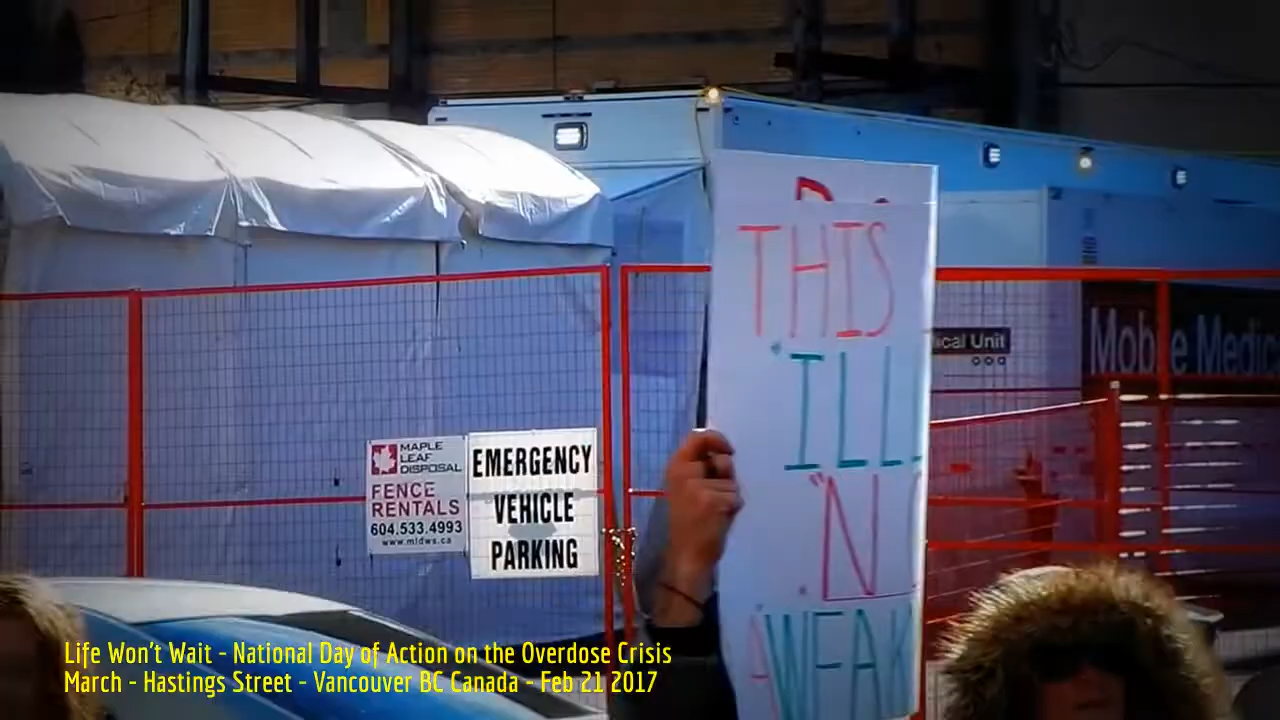 THIS
"ILL
ical Unit
Mob e Medic
MAPLE
LEAF
DISPOSAL
FENCE
RENTALS
604.533.4993
www.mldws.ca
EMERGENCY
VEHICLE
PARKING
"N
WEAK
Life Won't Wait - National Day of Action on the Overdose Crisis
March - Hastings Street - Vancouver BC Canada - Feb 21 2017